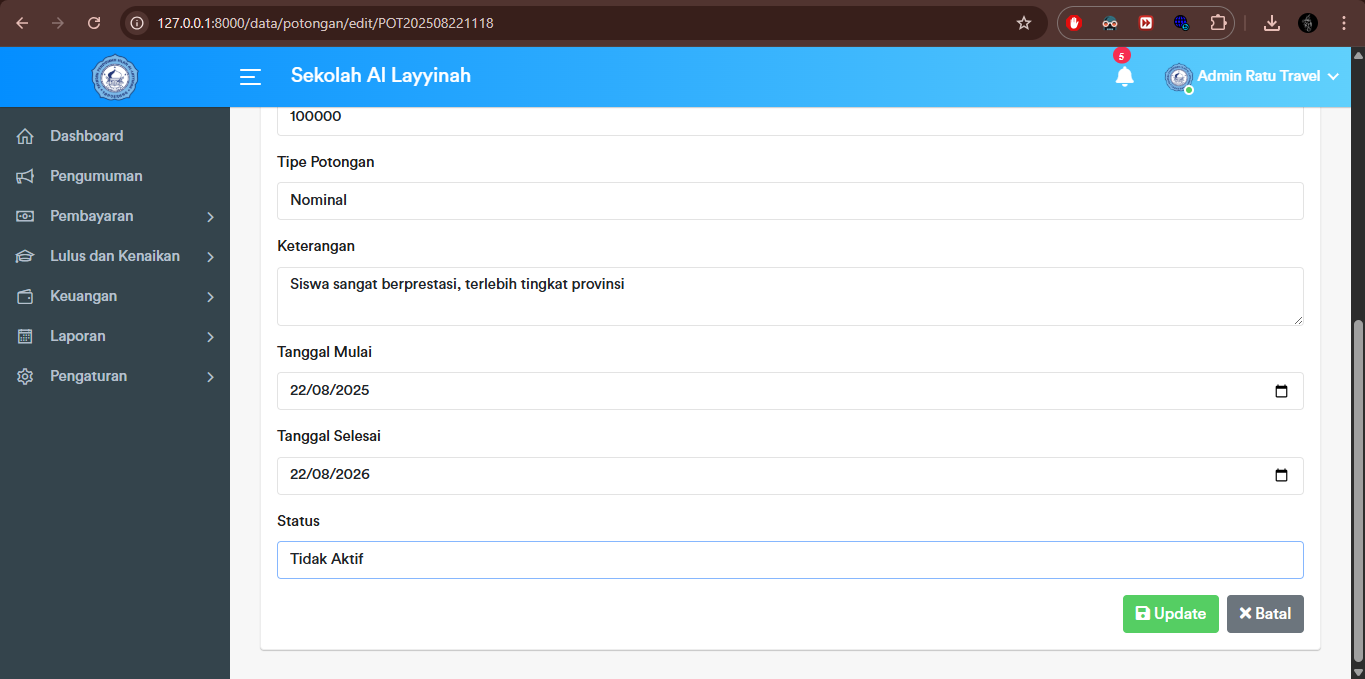 127.0.0.1:8000/data/potongan/edit/POT202508221118
Sekolah Al Layyinah
5
Admin Ratu Travel
Dashboard
Pengumuman
Pembayaran
Lulus dan Kenaikan
Keuangan
Laporan
Pengaturan
100000
Tipe Potongan
Nominal
Keterangan
Siswa sangat berprestasi, terlebih tingkat provinsi
Tanggal Mulai
22/08/2025
Tanggal Selesai
22/08/2026
Status
Tidak Aktif
Update
Batal